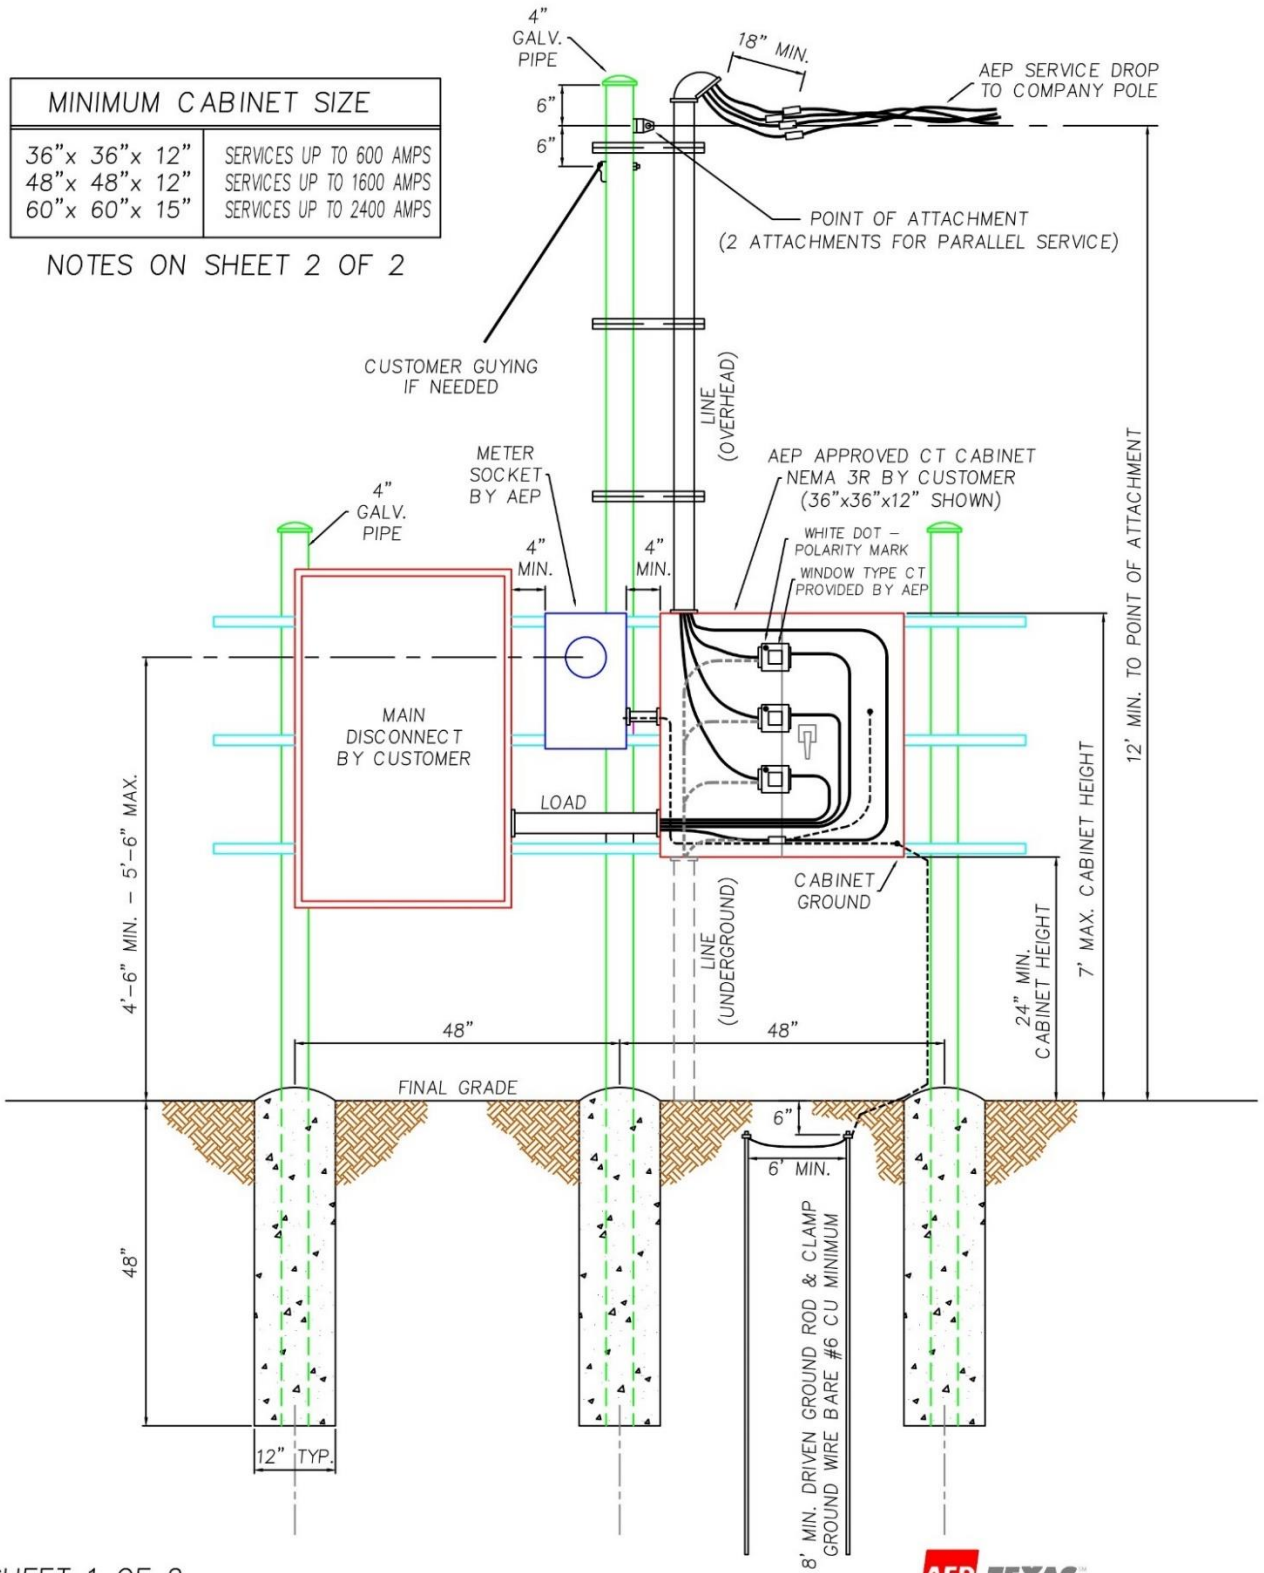 4"
GALV.
PIPE
18" MIN.
AEP SERVICE DROP
TO COMPANY POLE
MINIMUM CABINET SIZE
36"x 36"x 12" SERVICES UP TO 600 AMPS
48"x 48"x 12" SERVICES UP TO 1600 AMPS
60"x 60"x 15" SERVICES UP TO 2400 AMPS
NOTES ON SHEET 2 OF 2
6"
6"
POINT OF ATTACHMENT
(2 ATTACHMENTS FOR PARALLEL SERVICE)
CUSTOMER GUYING
IF NEEDED
LINE
(OVERHEAD)
12' MIN. TO POINT OF ATTACHMENT
METER
SOCKET
BY AEP
AEP APPROVED CT CABINET
NEMA 3R BY CUSTOMER
(36"x36"x12" SHOWN)
4"
GALV.
PIPE
WHITE DOT –
POLARITY MARK
WINDOW TYPE CT
PROVIDED BY AEP
4"
MIN.
4"
MIN.
MAIN
DISCONNECT
BY CUSTOMER
LOAD
4'-6" MIN. – 5'-6" MAX.
CABINET
GROUND
7' MAX. CABINET HEIGHT
24" MIN.
CABINET HEIGHT
LINE
(UNDERGROUND)
48"
48"
FINAL GRADE
6"
6' MIN.
48"
8' MIN. DRIVEN GROUND ROD & CLAMP
GROUND WIRE BARE #6 CU MINIMUM
12" TYP.